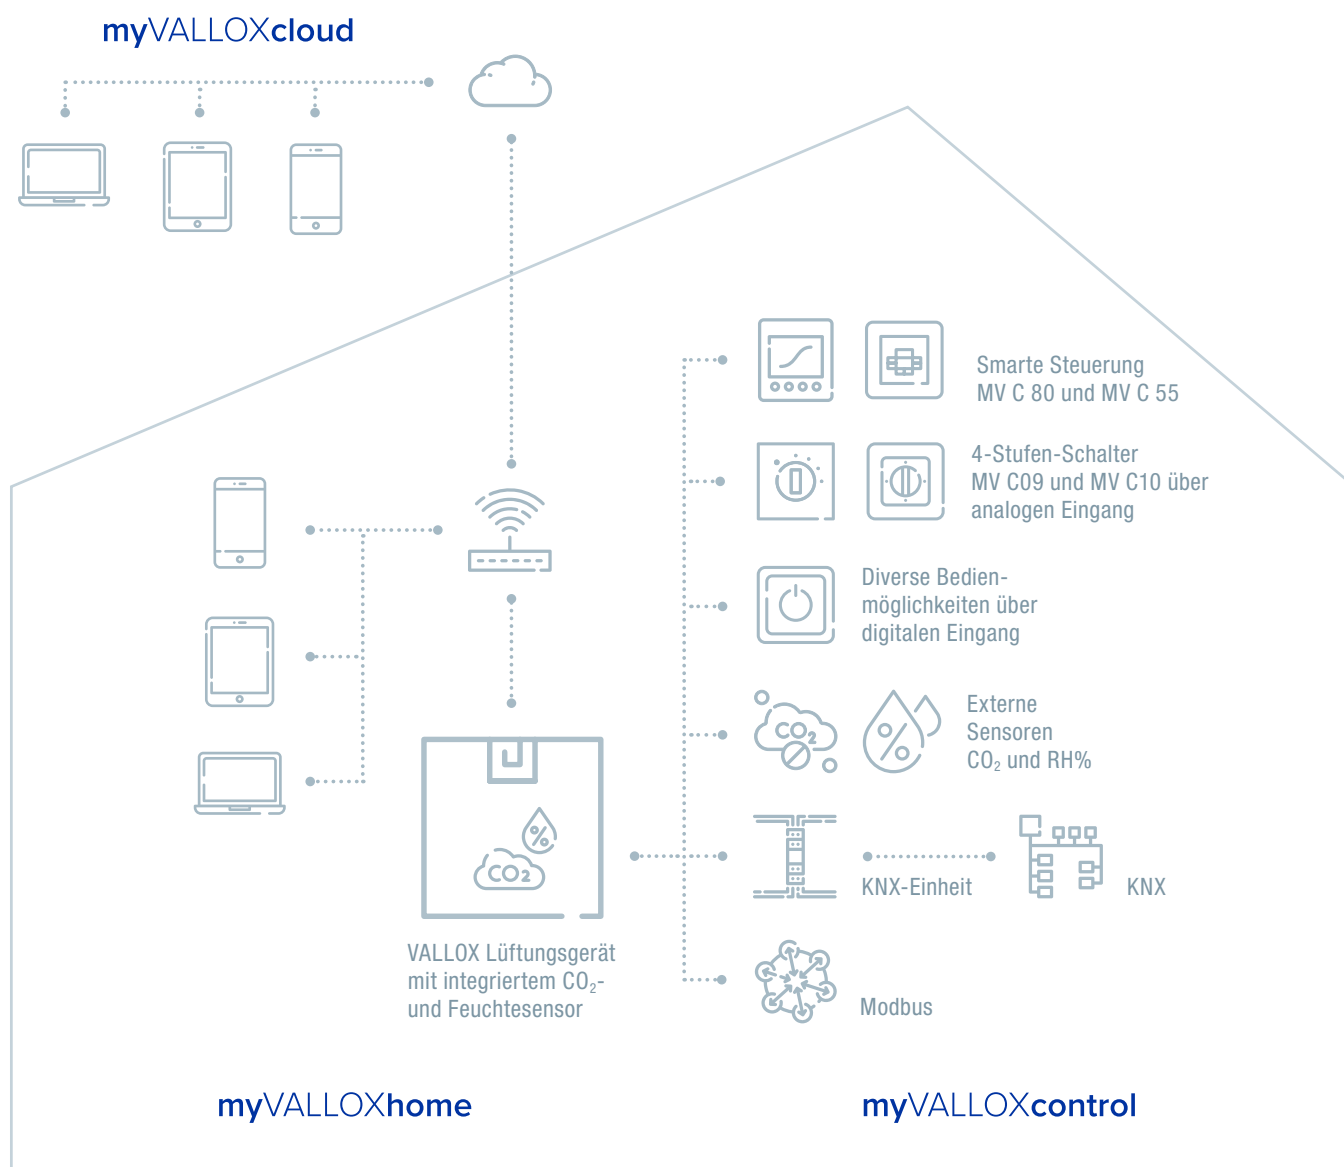 myVALLOXcloud
Smarte Steuerung
MV C 80 und MV C 55
4-Stufen-Schalter
MV C09 und MV C10 über
analogen Eingang
Diverse Bedien-
möglichkeiten über
digitalen Eingang
CO₂
Externe
Sensoren
CO₂ und RH%
CO₂
VALLOX Lüftungsgerät
mit integriertem CO₂-
und Feuchtesensor
KNX-Einheit
KNX
Modbus
myVALLOXhome
myVALLOXcontrol